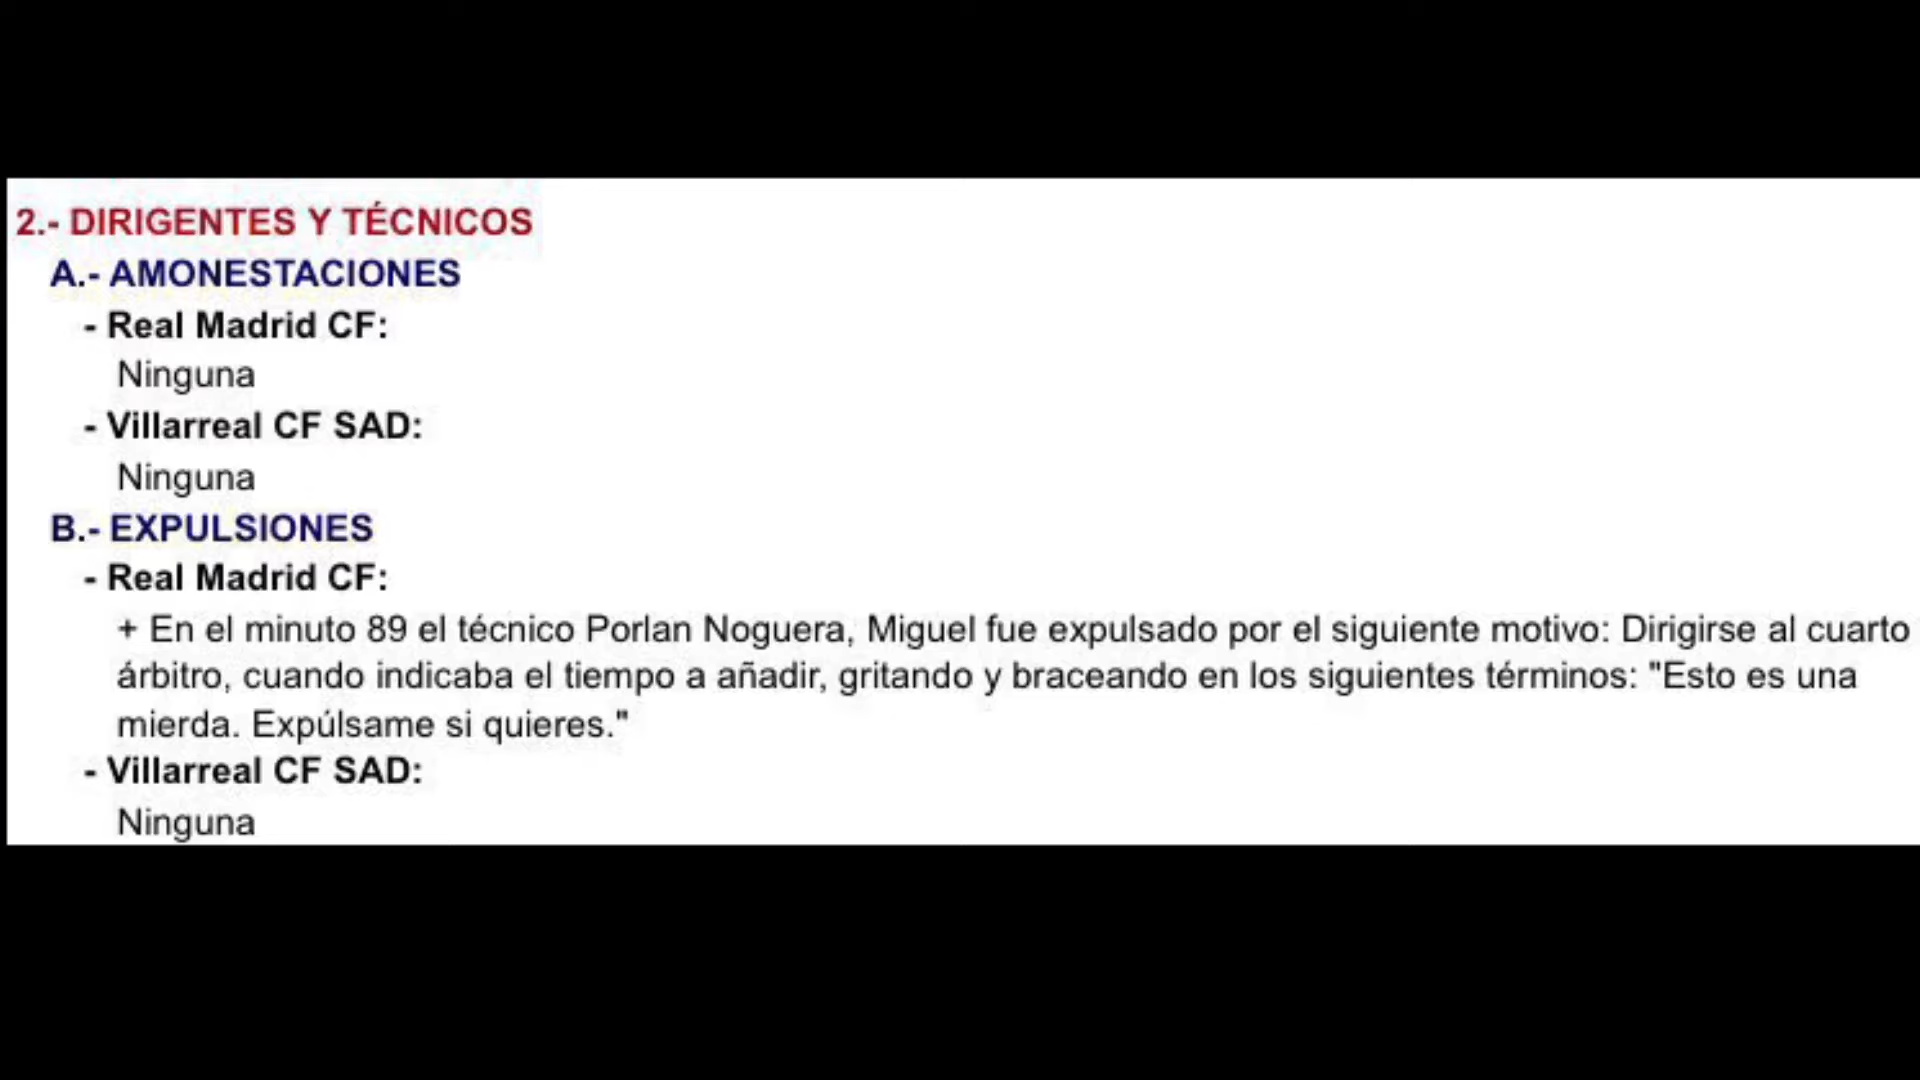 2.- DIRIGENTES Y TÉCNICOS
A.- AMONESTACIONES
- Real Madrid CF:
Ninguna
- Villarreal CF SAD:
Ninguna
B.- EXPULSIONES
- Real Madrid CF:
+ En el minuto 89 el técnico Porlan Noguera, Miguel fue expulsado por el siguiente motivo: Dirigirse al cuarto
árbitro, cuando indicaba el tiempo a añadir, gritando y braceando en los siguientes términos: "Esto es una
mierda. Expúlsame si quieres."
- Villarreal CF SAD:
Ninguna